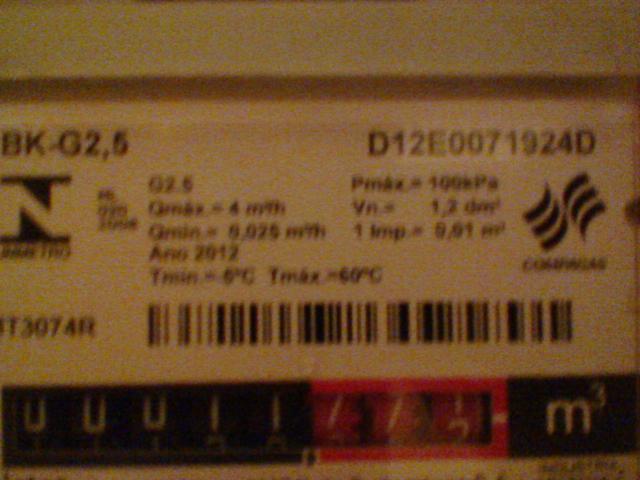 BK-G2,5 D12E0071924D
G2.5 Pmáx.= 100kPa
Qmáx.= 4 m³/h Vn.= 1,2 dm³
Qmin.= 0,025 m³/h 1 Imp.= 0,01 m³
Ano 2012
Tmin.= -5°C Tmáx.=60°C
T3074R
m³